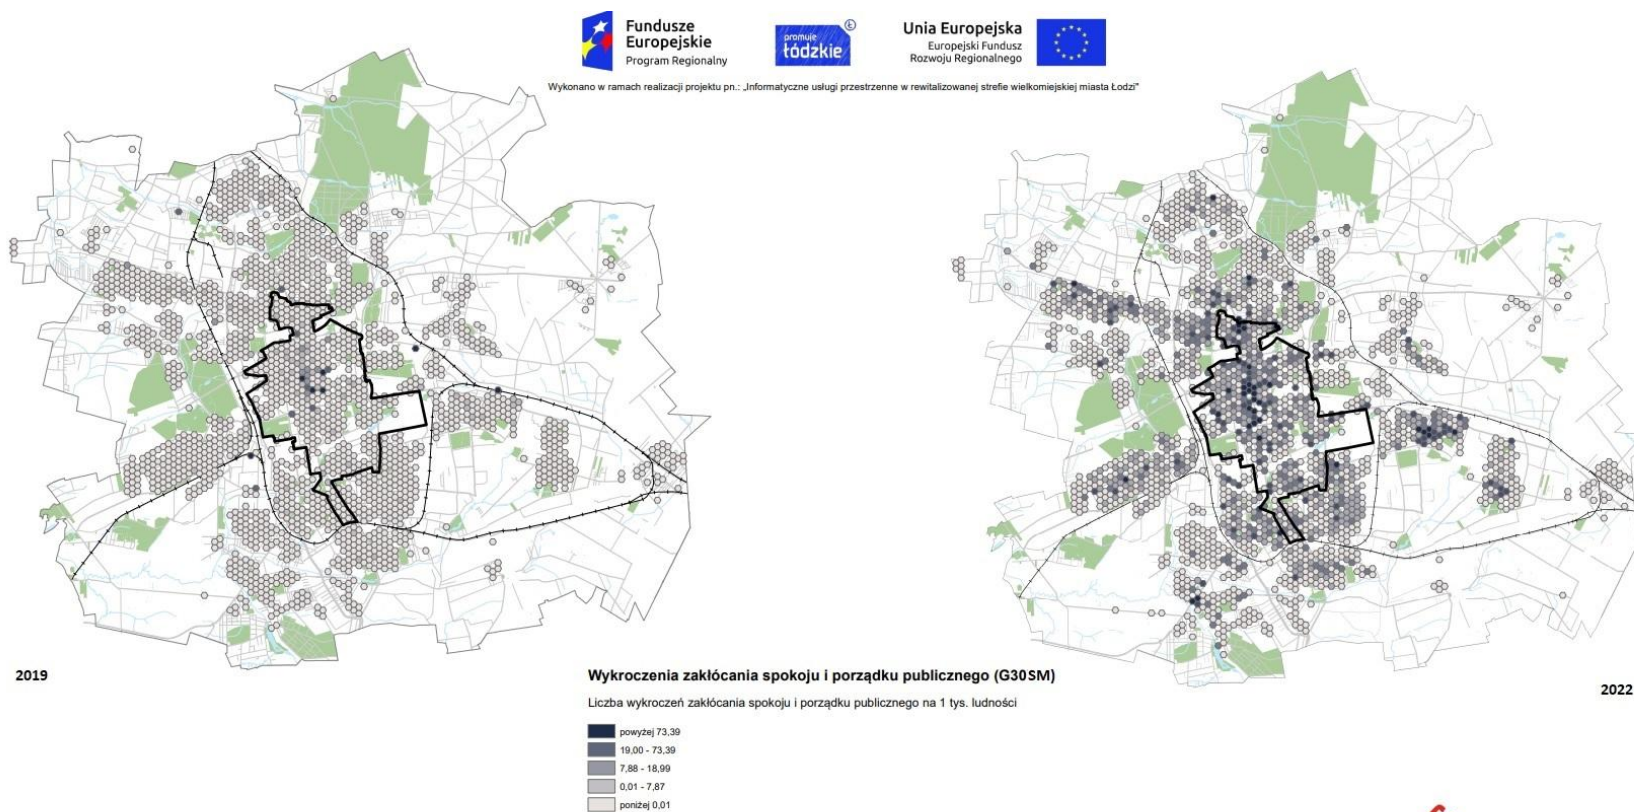 Fundusze
Europejskie
Program Regionalny
promuje
łódzkie
Ł
Unia Europejska
Europejski Fundusz
Rozwoju Regionalnego
Wykonano w ramach realizacji projektu pn.: „Informatyczne usługi przestrzenne w rewitalizowanej strefie wielkomiejskiej miasta Łodzi"
2019
2022
Wykroczenia zakłócania spokoju i porządku publicznego (G30SM)
Liczba wykroczeń zakłócania spokoju i porządku publicznego na 1 tys. ludności
powyżej 73,39
19,00 - 73,39
7,88 - 18,99
0,01 - 7,87
poniżej 0,01